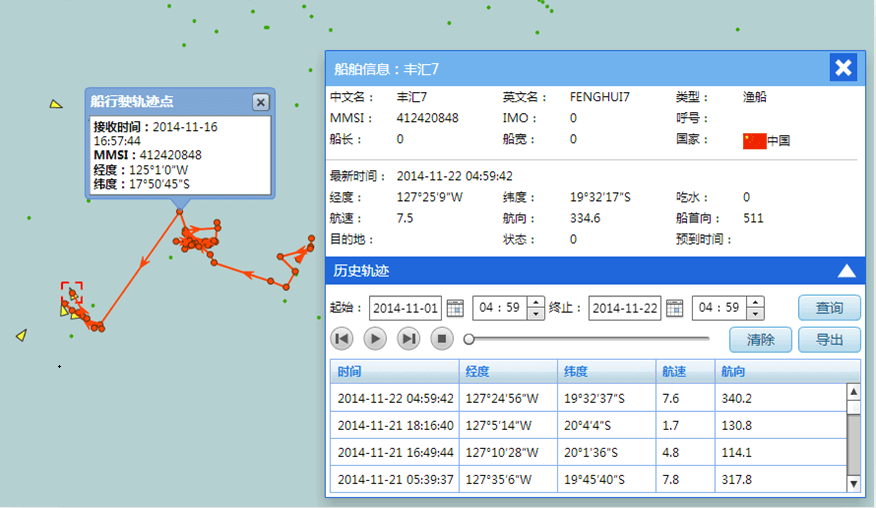 船舶信息：丰汇7
中文名： 丰汇7 英文名： FENGHUI7 类型： 渔船
MMSI： 412420848 IMO： 0 呼号：
船长： 0 船宽： 0 国家： 中国
最新时间： 2014-11-22 04:59:42
经度： 127°25'9"W 纬度： 19°32'17"S 吃水： 0
航速： 7.5 航向： 334.6 船首向： 511
目的地： 状态： 0 预到时间：
船行驶轨迹点
接收时间：2014-11-16
16:57:44
MMSI：412420848
经度：125°1'0"W
纬度：17°50'45"S
历史轨迹
起始： 2014-11-01 04：59 终止： 2014-11-22 04：59 查询
清除 导出
时间 经度 纬度 航速 航向
2014-11-22 04:59:42 127°24'56"W 19°32'37"S 7.6 340.2
2014-11-21 18:16:40 127°5'14"W 20°4'4"S 1.7 130.8
2014-11-21 16:49:44 127°10'28"W 20°1'36"S 4.8 114.1
2014-11-21 05:39:37 127°35'6"W 19°45'40"S 7.8 317.8